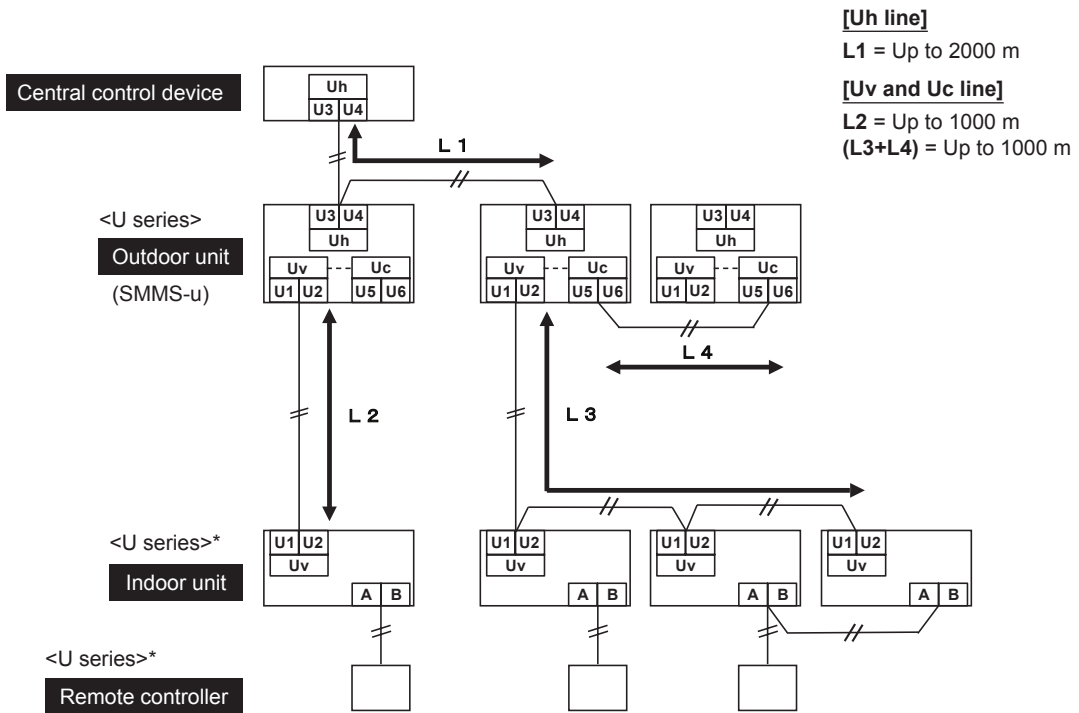 [Uh line]
L1 = Up to 2000 m
[Uv and Uc line]
L2 = Up to 1000 m
(L3+L4) = Up to 1000 m
Central control device
Uh
U3 U4
L 1
<U series>
Outdoor unit
(SMMS-u)
U3 U4
Uh
Uv Uc
U1 U2 U5 U6
U3 U4
Uh
Uv Uc
U1 U2 U5 U6
U3 U4
Uh
Uv Uc
U1 U2 U5 U6
L 4
L 2
L 3
<U series>*
Indoor unit
U1 U2
Uv
A B
U1 U2
Uv
A B
U1 U2
Uv
A B
U1 U2
Uv
A B
<U series>*
Remote controller